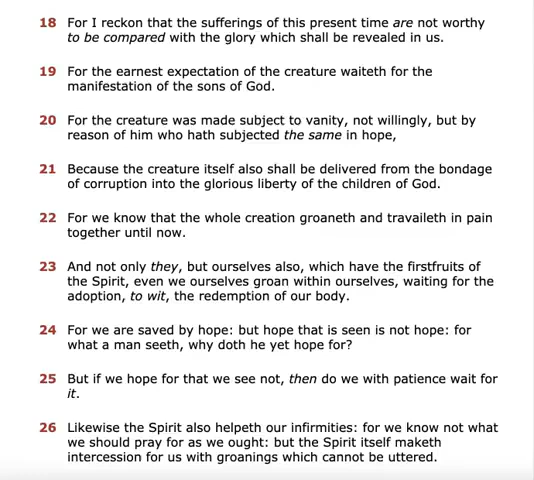 18 For I reckon that the sufferings of this present time are not worthy
to be compared with the glory which shall be revealed in us.
19 For the earnest expectation of the creature waiteth for the
manifestation of the sons of God.
20 For the creature was made subject to vanity, not willingly, but by
reason of him who hath subjected the same in hope,
21 Because the creature itself also shall be delivered from the bondage
of corruption into the glorious liberty of the children of God.
22 For we know that the whole creation groaneth and travaileth in pain
together until now.
23 And not only they, but ourselves also, which have the firstfruits of
the Spirit, even we ourselves groan within ourselves, waiting for the
adoption, to wit, the redemption of our body.
24 For we are saved by hope: but hope that is seen is not hope: for
what a man seeth, why doth he yet hope for?
25 But if we hope for that we see not, then do we with patience wait for
it.
26 Likewise the Spirit also helpeth our infirmities: for we know not what
we should pray for as we ought: but the Spirit itself maketh
intercession for us with groanings which cannot be uttered.